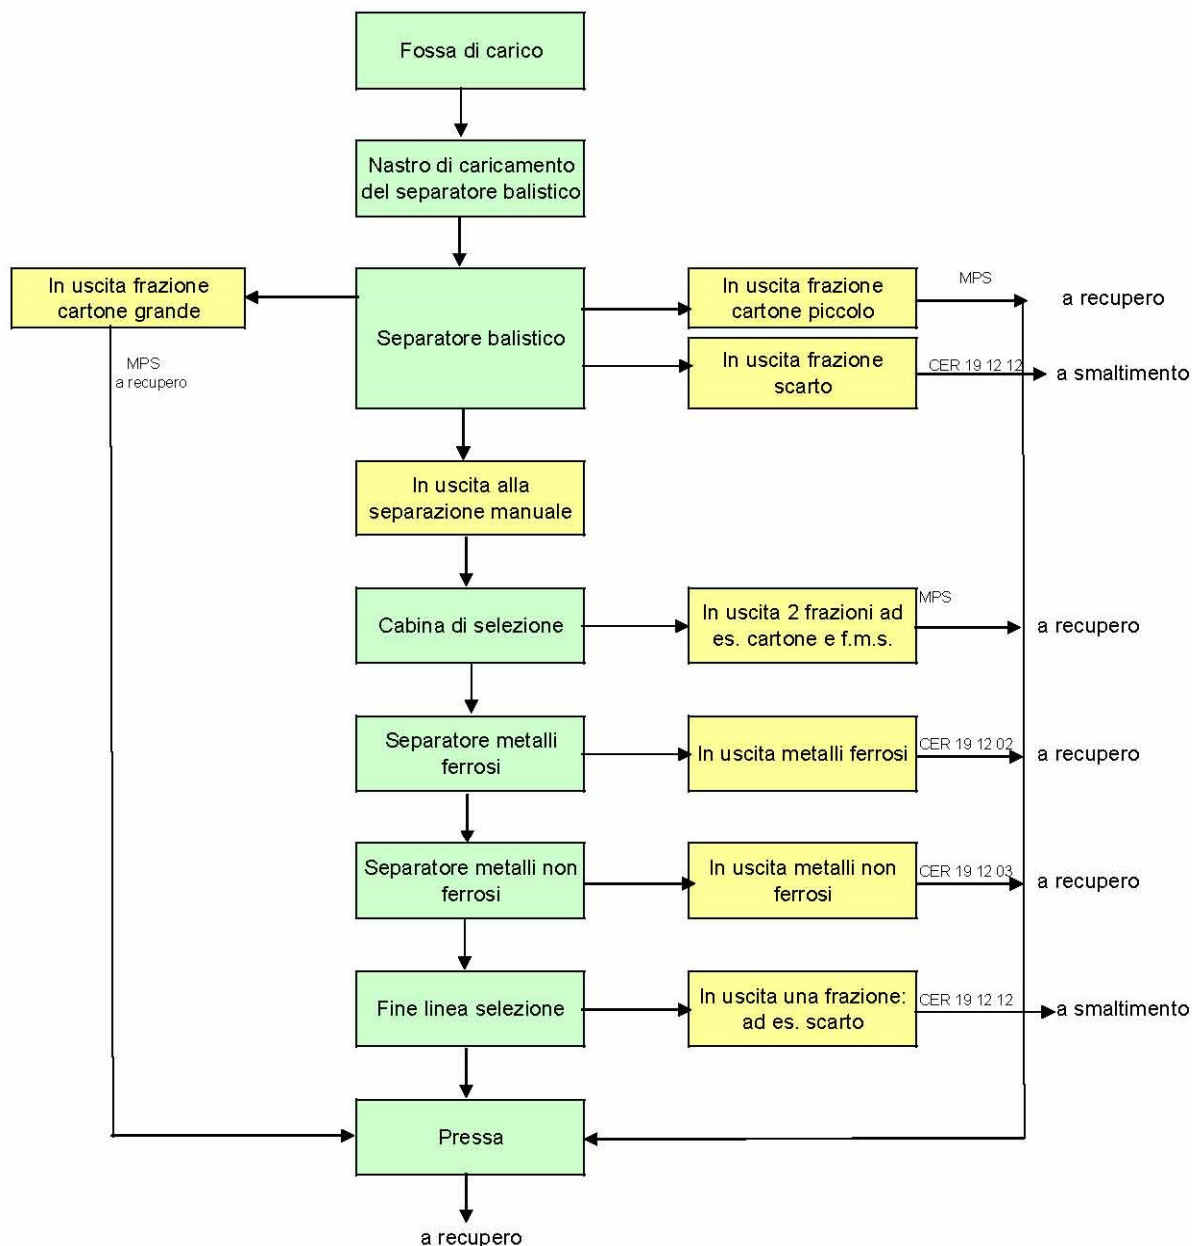 Fossa di carico
Nastro di caricamento
del separatore balistico
In uscita frazione
cartone grande
Separatore balistico
In uscita frazione
cartone piccolo
MPS
a recupero
MPS
a recupero
In uscita frazione
scarto
CER 19 12 12
a smaltimento
In uscita alla
separazione manuale
Cabina di selezione
In uscita 2 frazioni ad
es. cartone e f.m.s.
MPS
a recupero
Separatore metalli
ferrosi
In uscita metalli ferrosi
CER 19 12 02
a recupero
Separatore metalli non
ferrosi
In uscita metalli non
ferrosi
CER 19 12 03
a recupero
Fine linea selezione
In uscita una frazione:
ad es. scarto
CER 19 12 12
a smaltimento
Pressa
a recupero